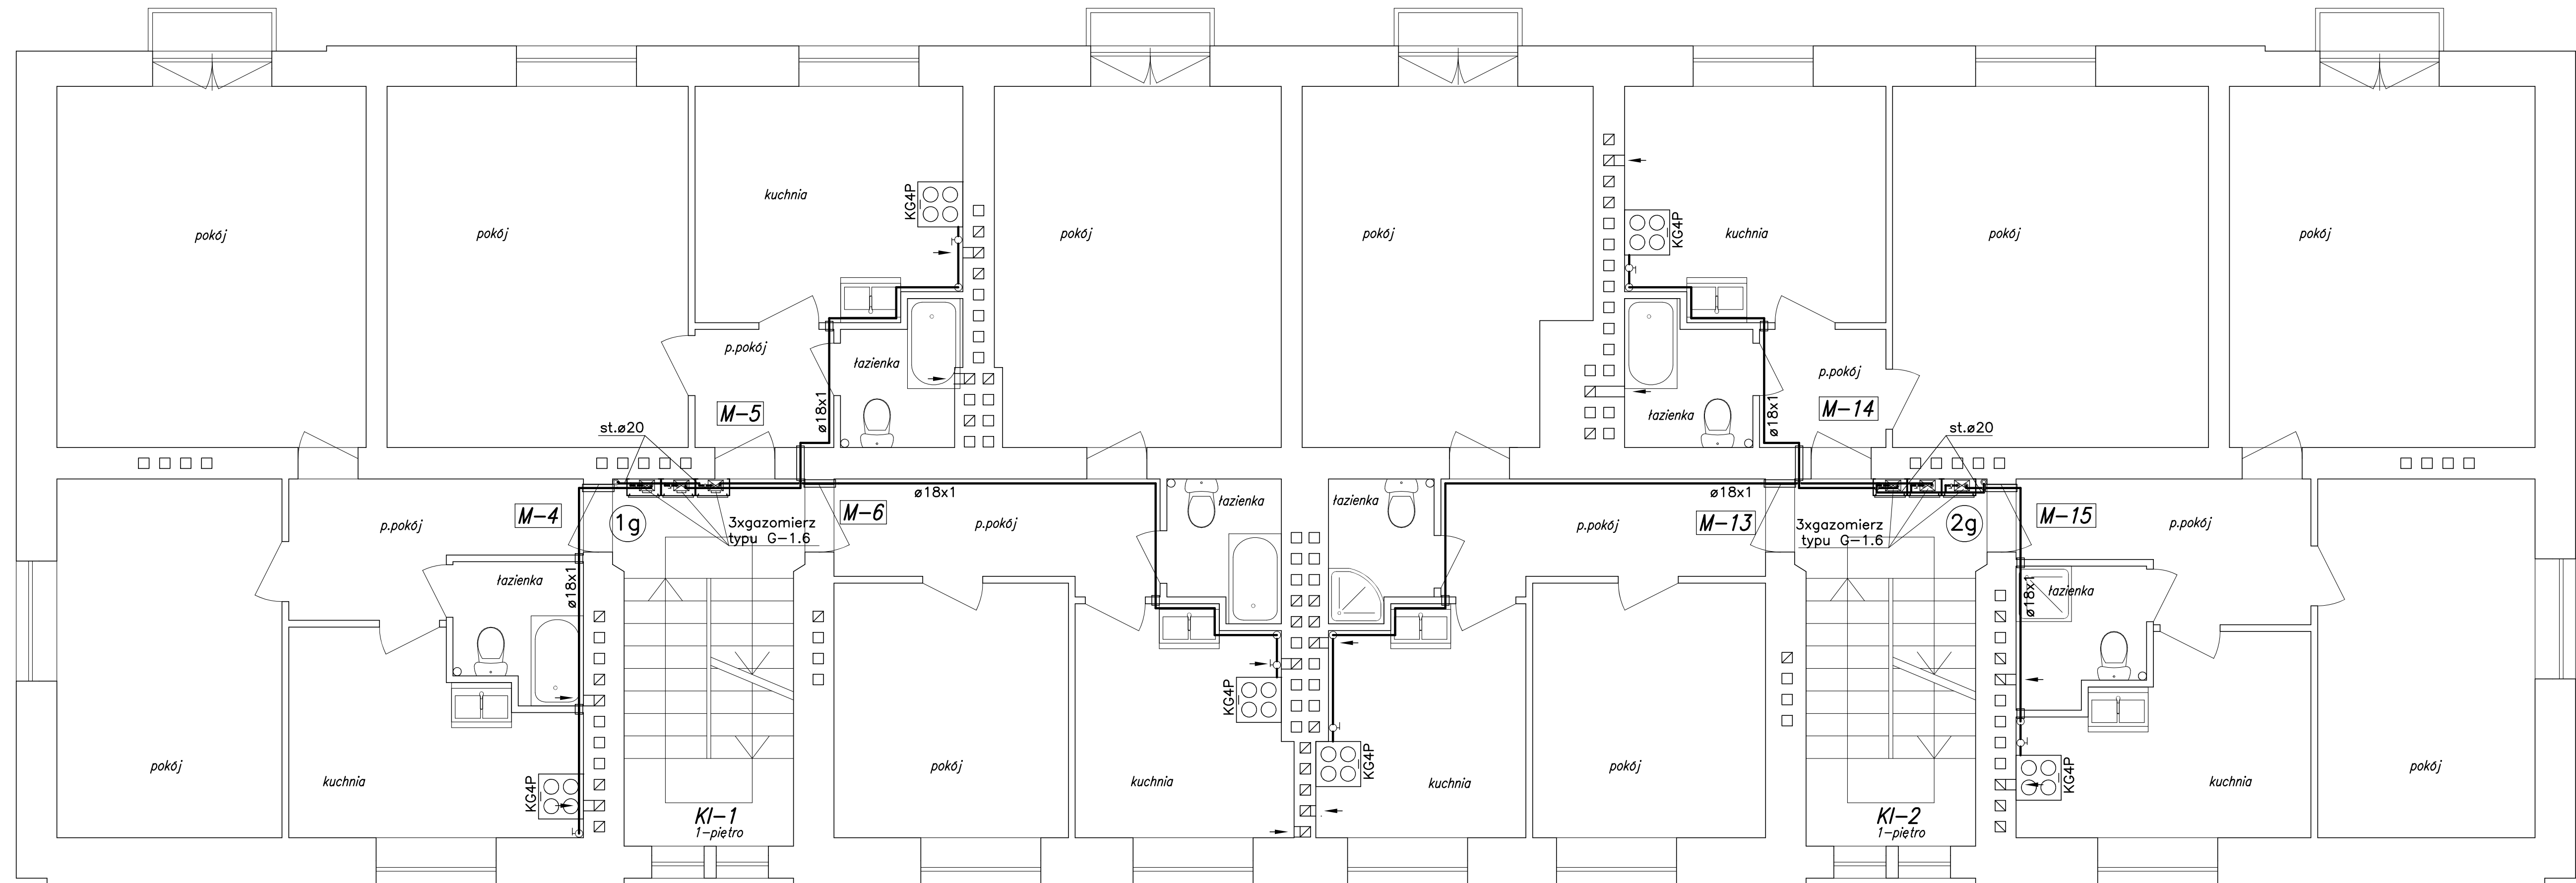 KG4P
kuchnia
KG4P
pokój
pokój
pokój
pokój
kuchnia
pokój
pokój
p.pokój
łazienka
p.pokój
M-5
ø18x1
łazienka
ø18x1
M-14
st.ø20
st.ø20
M-4
1g
3xgazomierz
typu G-1.6
M-6
ø18x1
łazienka
łazienka
ø18x1
M-13
3xgazomierz
typu G-1.6
2g
M-15
p.pokój
p.pokój
p.pokój
p.pokój
ø18x1
łazienka
ø18x1
łazienka
KG4P
pokój
kuchnia
KG4P
pokój
kuchnia
KG4P
kuchnia
pokój
KG4P
kuchnia
pokój
Kl-1
1-piętro
Kl-2
1-piętro